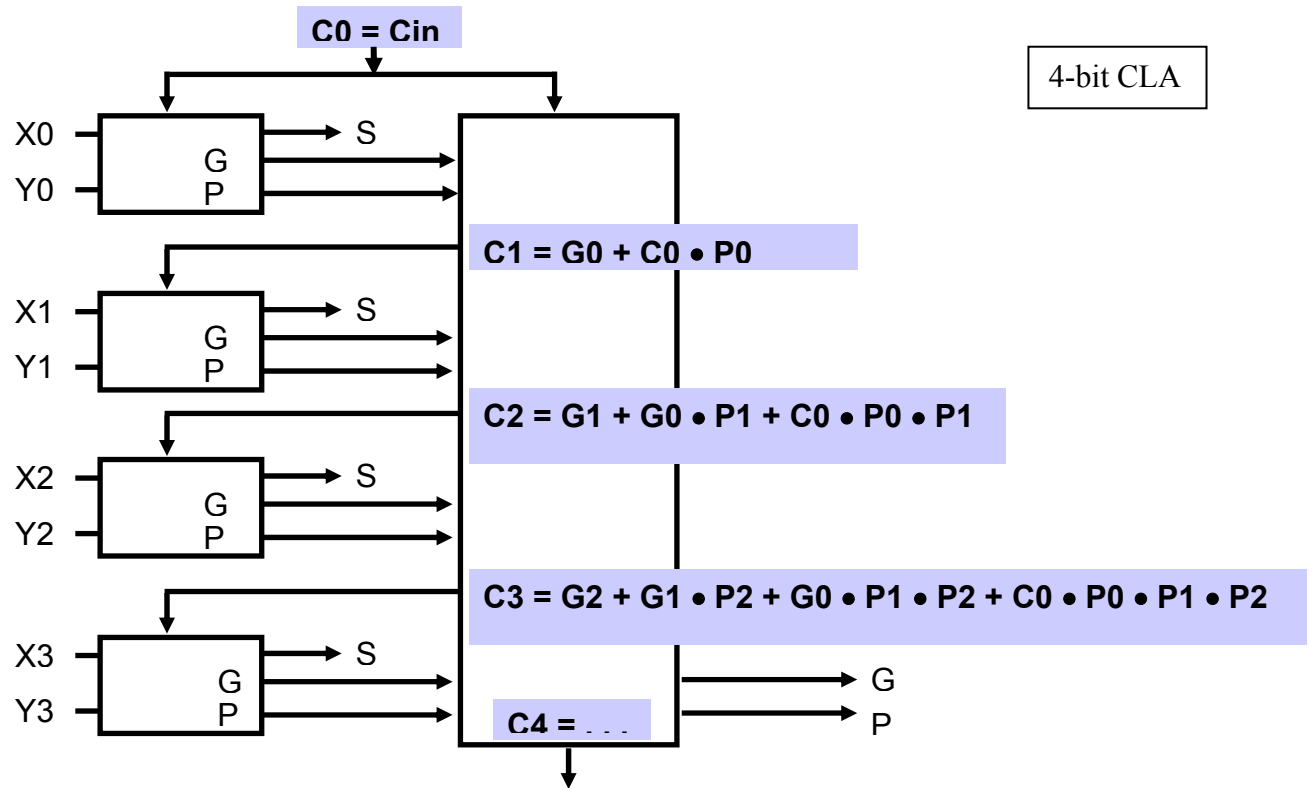 C0 = Cin
4-bit CLA
X0
S
G
Y0
P
C1 = G0 + C0 • P0
X1
S
G
Y1
P
C2 = G1 + G0 • P1 + C0 • P0 • P1
X2
S
G
Y2
P
C3 = G2 + G1 • P2 + G0 • P1 • P2 + C0 • P0 • P1 • P2
X3
S
G
G
Y3
P
P
C4 = . . .